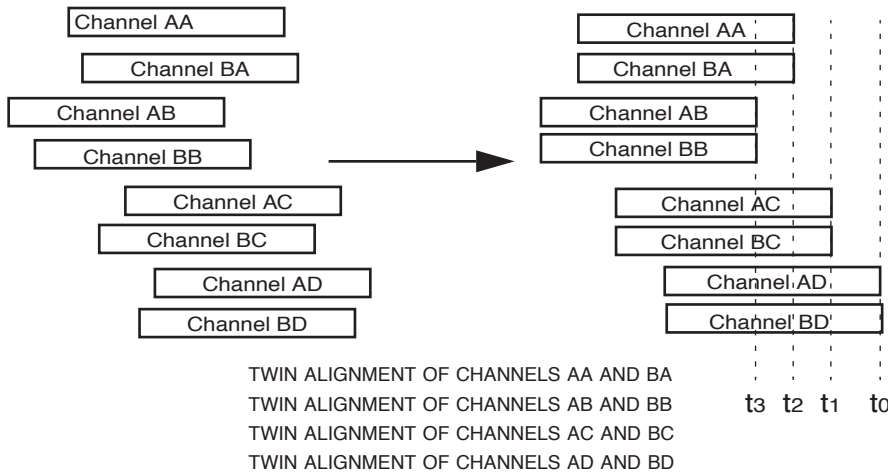 Channel AA
Channel BA
Channel AB
Channel BB
Channel AC
Channel BC
Channel AD
Channel BD
Channel AA
Channel BA
Channel AB
Channel BB
Channel AC
Channel BC
Channel AD
Channel BD
t3 t2 t1 t0
TWIN ALIGNMENT OF CHANNELS AA AND BA
TWIN ALIGNMENT OF CHANNELS AB AND BB
TWIN ALIGNMENT OF CHANNELS AC AND BC
TWIN ALIGNMENT OF CHANNELS AD AND BD